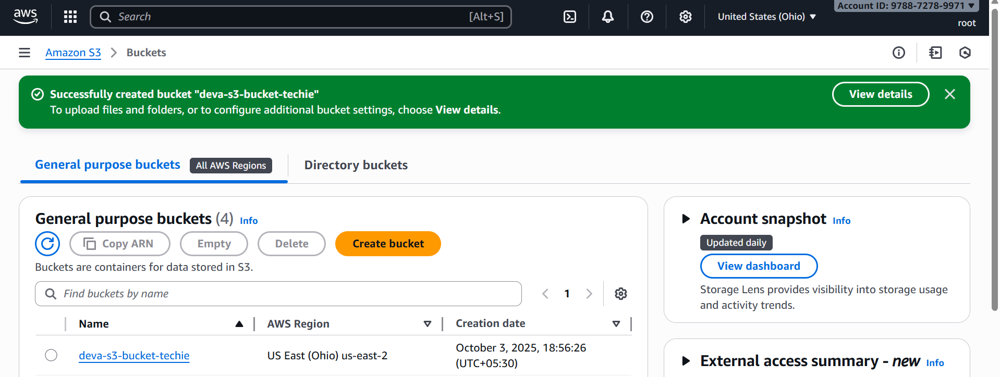 aws
Search [Alt+S]
United States (Ohio)
Account ID: 9788-7278-9971
root
Amazon S3 > Buckets
Successfully created bucket "deva-s3-bucket-techie"
To upload files and folders, or to configure additional bucket settings, choose View details.
View details
General purpose buckets All AWS Regions Directory buckets
General purpose buckets (4) Info
Copy ARN Empty Delete Create bucket
Buckets are containers for data stored in S3.
Find buckets by name
1
Name AWS Region Creation date
deva-s3-bucket-techie US East (Ohio) us-east-2 October 3, 2025, 18:56:26
(UTC+05:30)
Account snapshot Info
Updated daily
View dashboard
Storage Lens provides visibility into storage usage
and activity trends.
External access summary - new Info